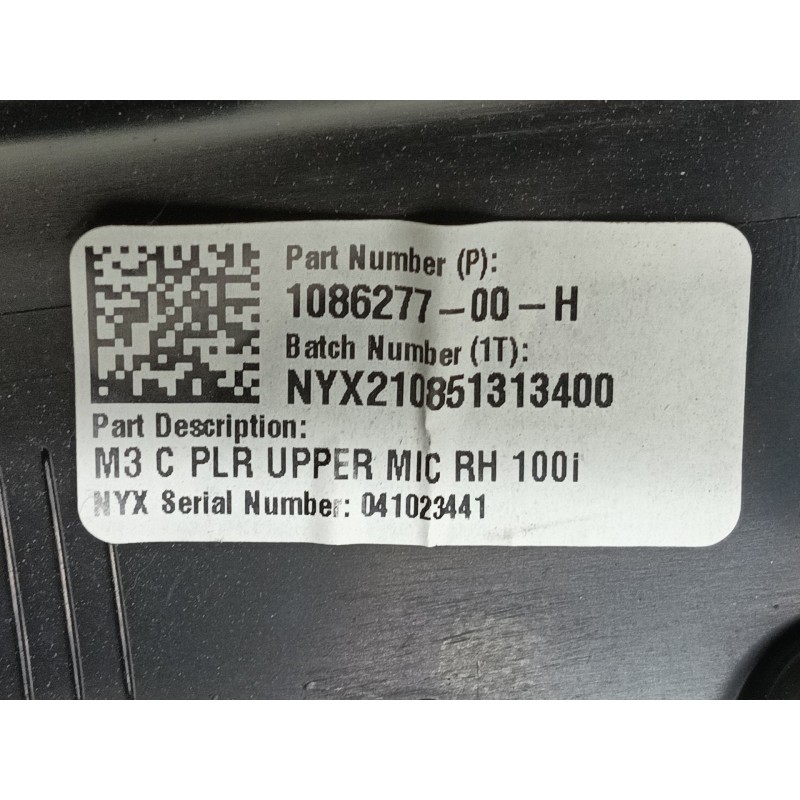 Part Number (P):
1086277-00-H
Batch Number (1T):
NYX210851313400
Part Description:
M3 C PLR UPPER MIC RH 100i
NYX Serial Number: 041023441